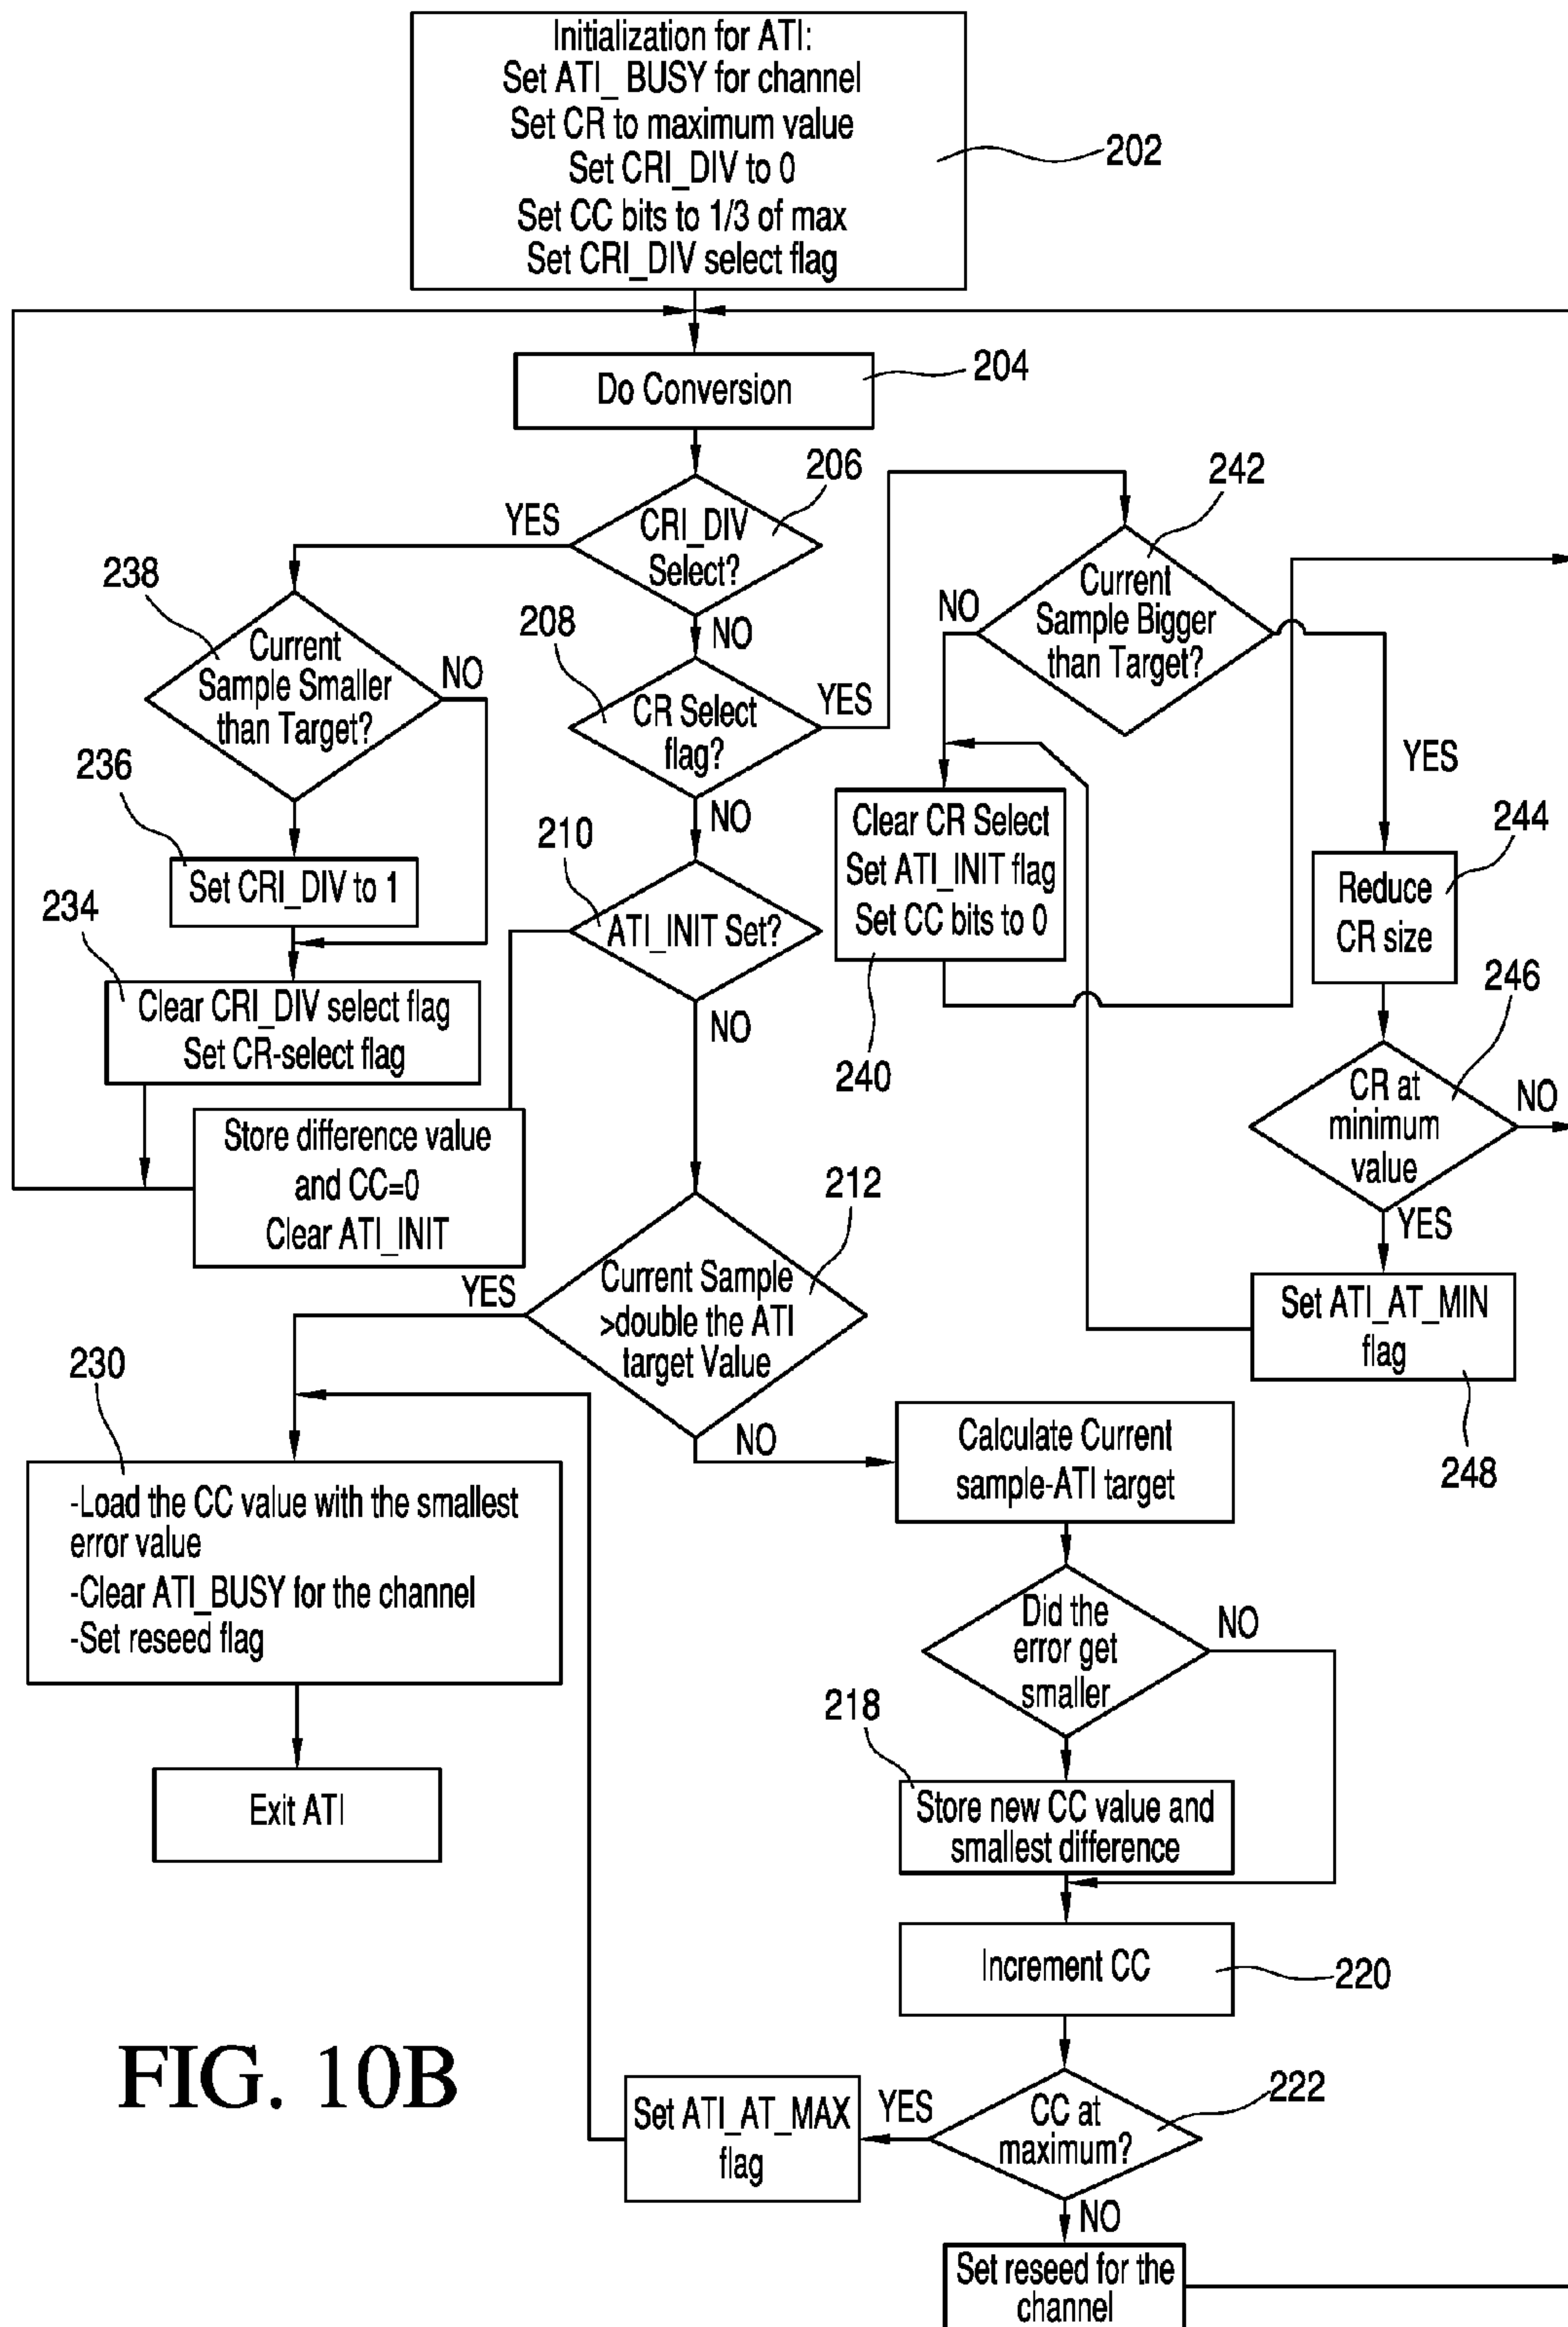 Initialization for ATI:
Set ATI_ BUSY for channel
Set CR to maximum value
Set CRI_DIV to 0
Set CC bits to 1/3 of max
Set CRI_DIV select flag
202
Do Conversion
204
206
CRI_DIV
Select?
YES
NO
242
Current
Sample Bigger
than Target?
NO
YES
238
Current
Sample Smaller
than Target?
NO
208
CR Select
flag?
YES
NO
236
Set CRI_DIV to 1
210
ATI_INIT Set?
NO
Clear CR Select
Set ATI_INIT flag
Set CC bits to 0
240
244
Reduce
CR size
234
Clear CRI_DIV select flag
Set CR-select flag
246
CR at
minimum
value
NO
YES
Store difference value
and CC=0
Clear ATI_INIT
212
Current Sample
>double the ATI
target Value
YES
NO
Set ATI_AT_MIN
flag
248
230
-Load the CC value with the smallest
error value
-Clear ATI_BUSY for the channel
-Set reseed flag
Exit ATI
Calculate Current
sample-ATI target
Did the
error get
smaller
NO
218
Store new CC value and
smallest difference
Increment CC
220
222
CC at
maximum?
YES
NO
Set ATI_AT_MAX
flag
Set reseed for the
channel
FIG. 10B